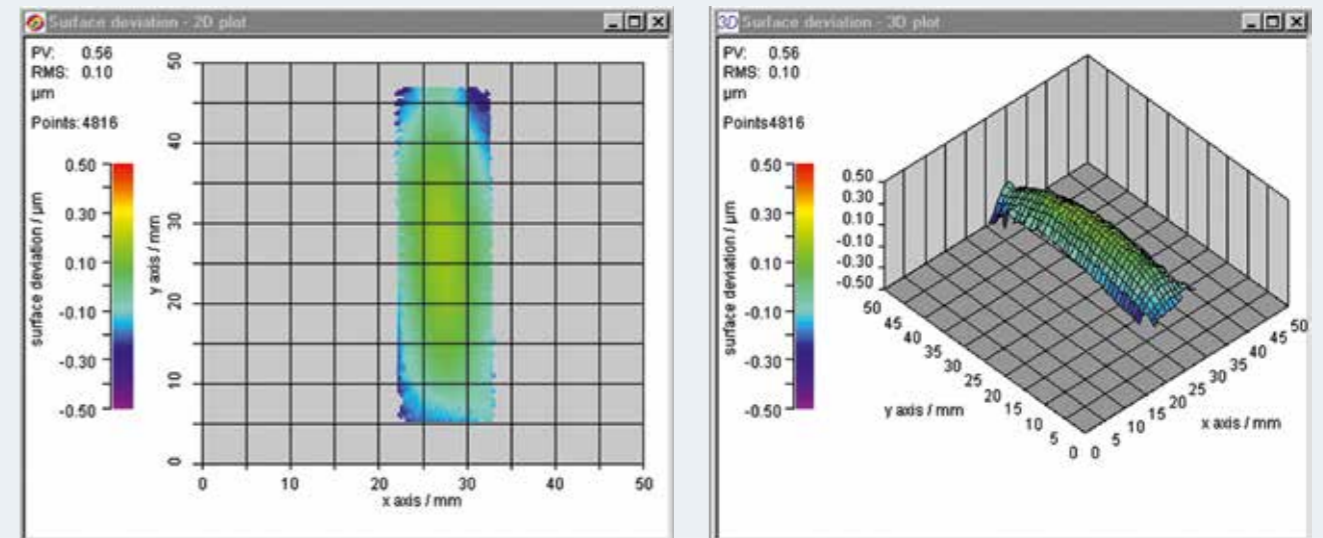 Surface deviation - 2D plot
PV: 0.56
RMS: 0.10
µm
Points: 4816
0.50
0.30
0.10
-0.10
-0.30
-0.50
surface deviation / µm
50
40
30
20
10
0
y axis / mm
0 10 20 30 40 50
x axis / mm
3D Surface deviation - 3D plot
PV: 0.56
RMS: 0.10
µm
Points4816
0.50
0.30
0.10
-0.10
-0.30
-0.50
surface deviation / µm
0.50
0.30
0.10
-0.10
-0.30
-0.50
50 45 40 35 30 25 20 15 10 5 0
y axis / mm
0 5 10 15 20 25 30 35 40 45 50
x axis / mm